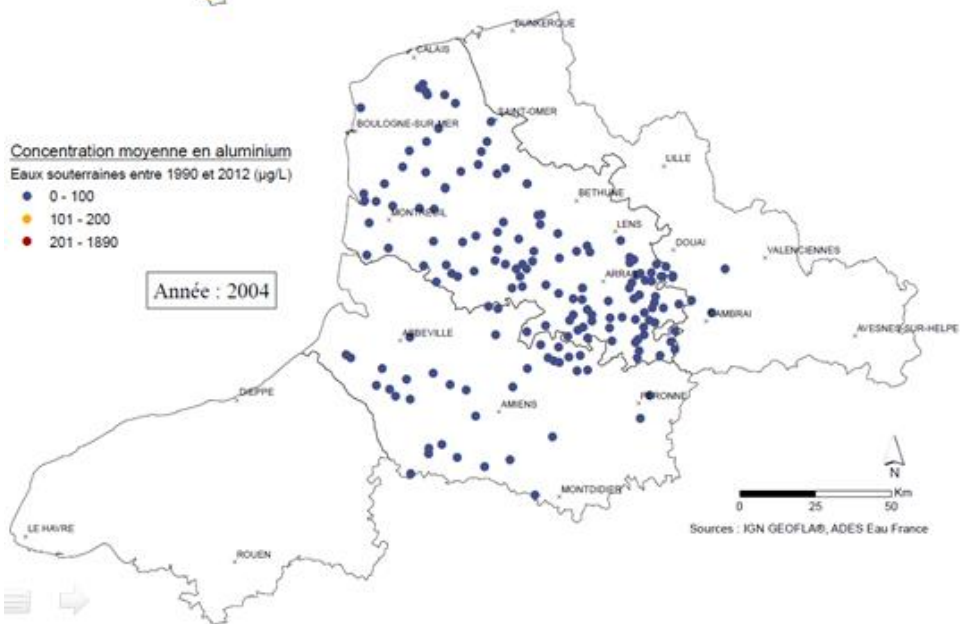 DUNKERQUE
CALAIS
SAINT-OMER
BOULOGNE-SUR-MER
Concentration moyenne en aluminium
Eaux souterraines entre 1990 et 2012 (µg/L)
0 - 100
101 - 200
201 - 1890
LILLE
BETHUNE
MONTREUIL
LENS
DOUAI
VALENCIENNES
ARRAS
Année : 2004
CAMBRAI
ABBEVILLE
AVESNES-SUR-HELPE
DIEPPE
PERONNE
AMIENS
N
MONTDIDIER
Km
0 25 50
Sources : IGN GEOFLA®, ADES Eau France
LE HAVRE
ROUEN